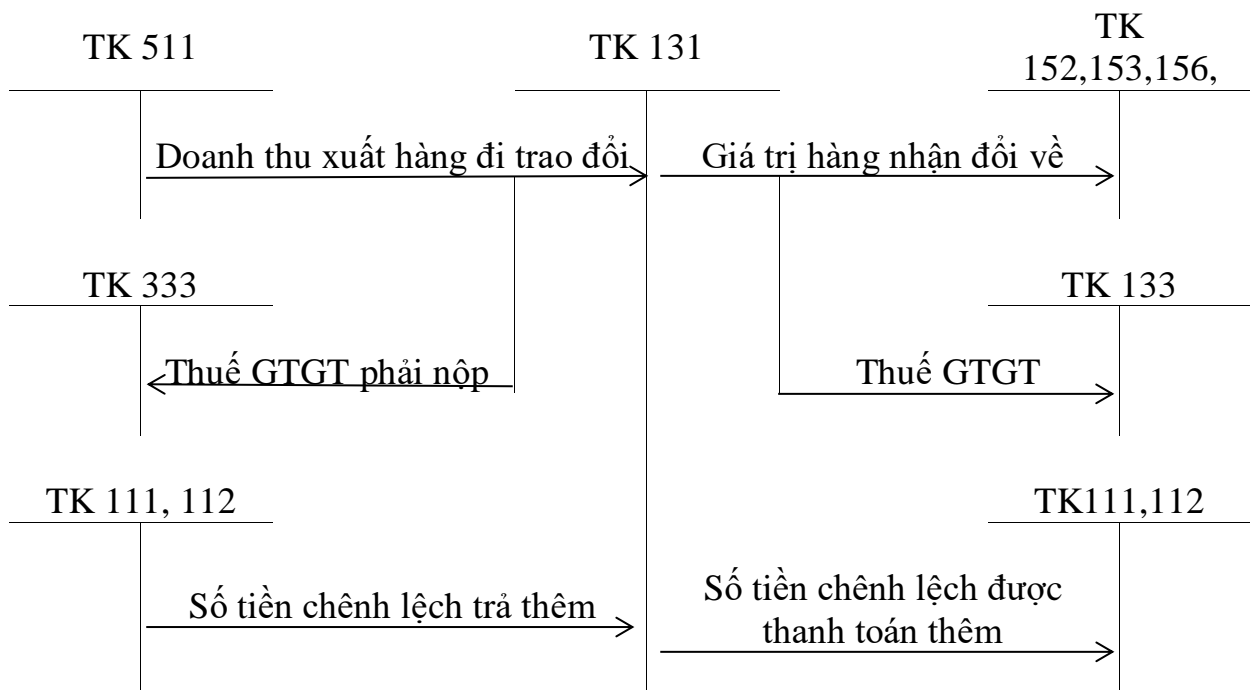 TK 511
TK 131
TK
152,153,156,
Doanh thu xuất hàng đi trao đổi
Giá trị hàng nhận đổi về
TK 333
TK 133
Thuế GTGT phải nộp
Thuế GTGT
TK 111, 112
TK111,112
Số tiền chênh lệch trả thêm
Số tiền chênh lệch được
thanh toán thêm